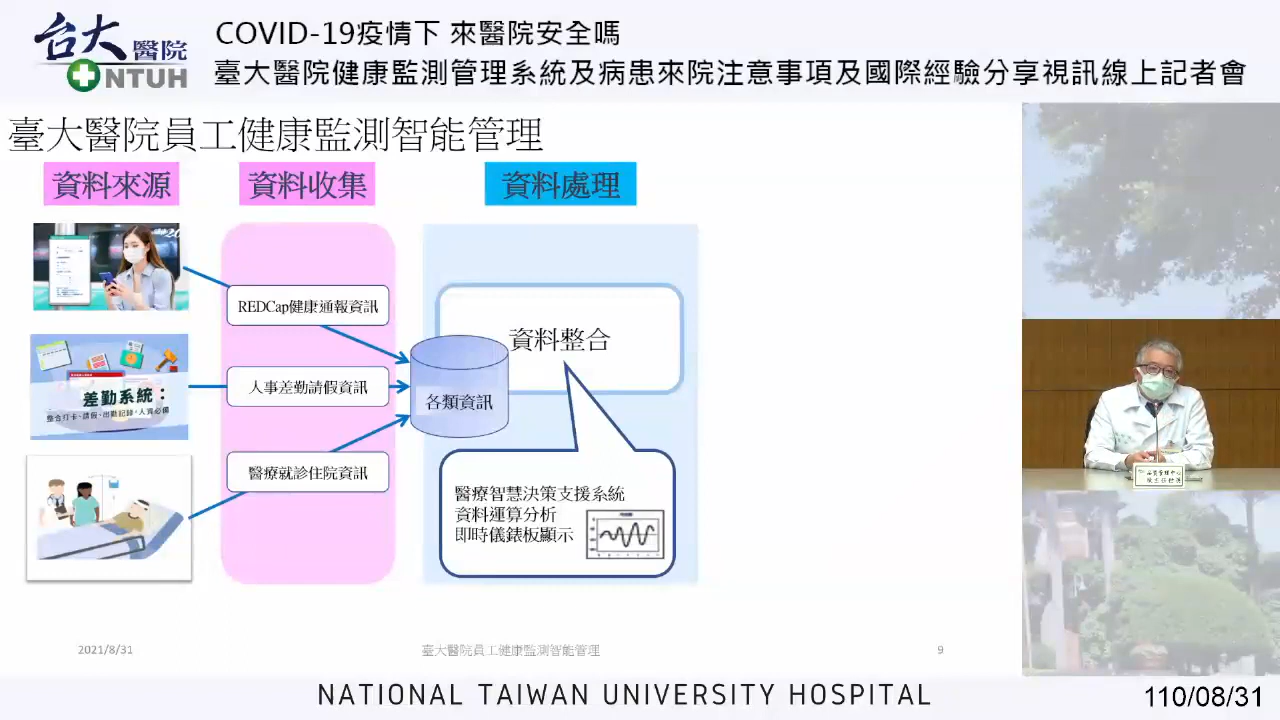 台大醫院
NTUH
COVID-19疫情下 來醫院安全嗎
臺大醫院健康監測管理系統及病患來院注意事項及國際經驗分享視訊線上記者會
臺大醫院員工健康監測智能管理
資料來源
資料收集
資料處理
REDCap健康通報資訊
人事差勤請假資訊
醫療就診住院資訊
差勤系統：
各類資訊
資料整合
醫療智慧決策支援系統
資料運算分析
即時儀錶板顯示
品質管理中心
2021/8/31
臺大醫院員工健康監測智能管理
9
NATIONAL TAIWAN UNIVERSITY HOSPITAL
110/08/31